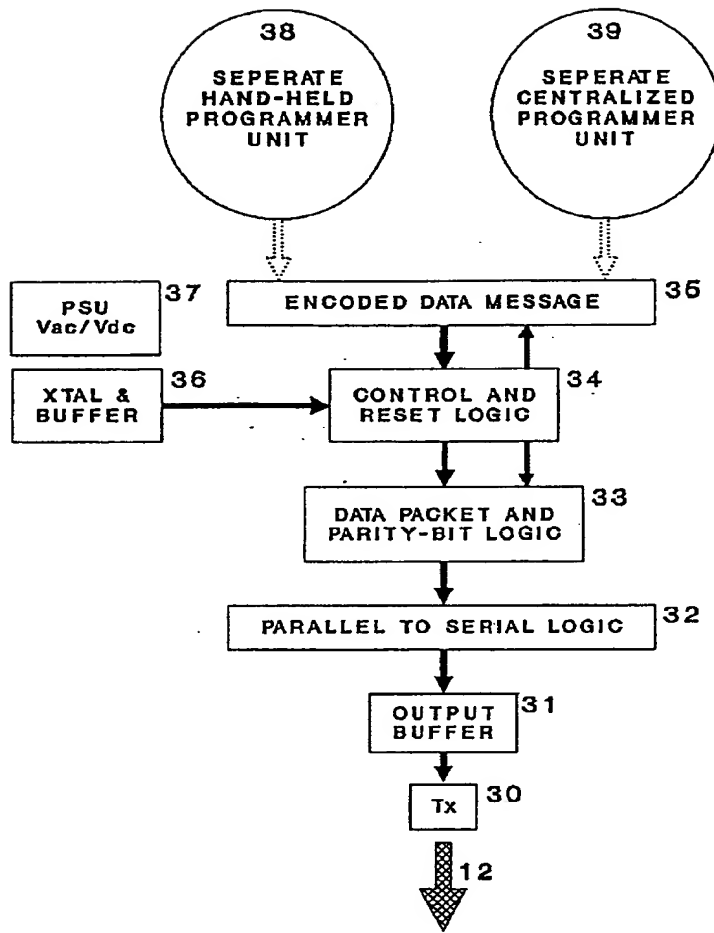 38
SEPERATE
HAND-HELD
PROGRAMMER
UNIT
39
SEPERATE
CENTRALIZED
PROGRAMMER
UNIT
PSU
Vac/Vdc
37
ENCODED DATA MESSAGE
35
XTAL &
BUFFER
36
CONTROL AND
RESET LOGIC
34
DATA PACKET AND
PARITY-BIT LOGIC
33
PARALLEL TO SERIAL LOGIC
32
OUTPUT
BUFFER
31
Tx
30
12